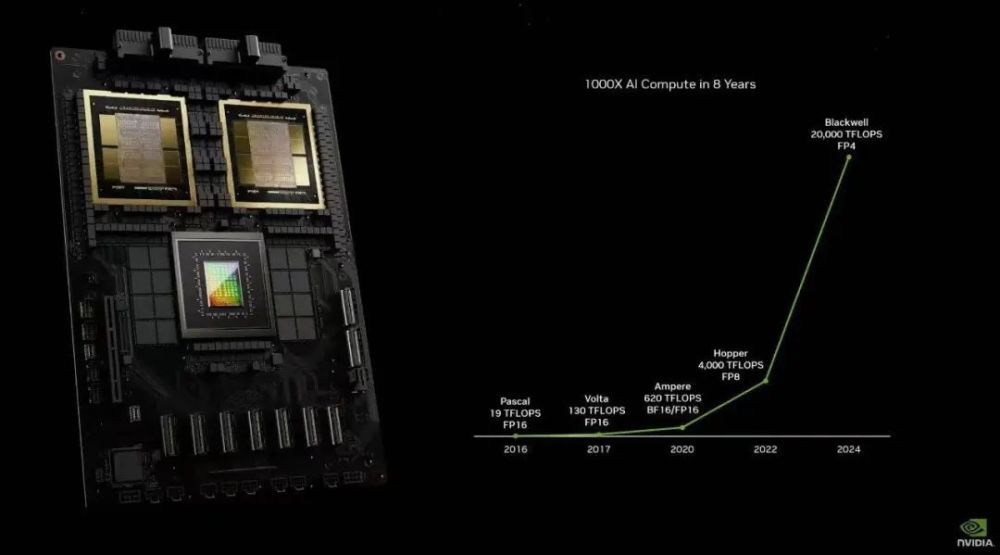 1000X AI Compute in 8 Years
Blackwell
20,000 TFLOPS
FP4
Hopper
4,000 TFLOPS
FP8
Ampere
620 TFLOPS
BF16/FP16
Volta
130 TFLOPS
FP16
Pascal
19 TFLOPS
FP16
2016
2017
2020
2022
2024
NVIDIA